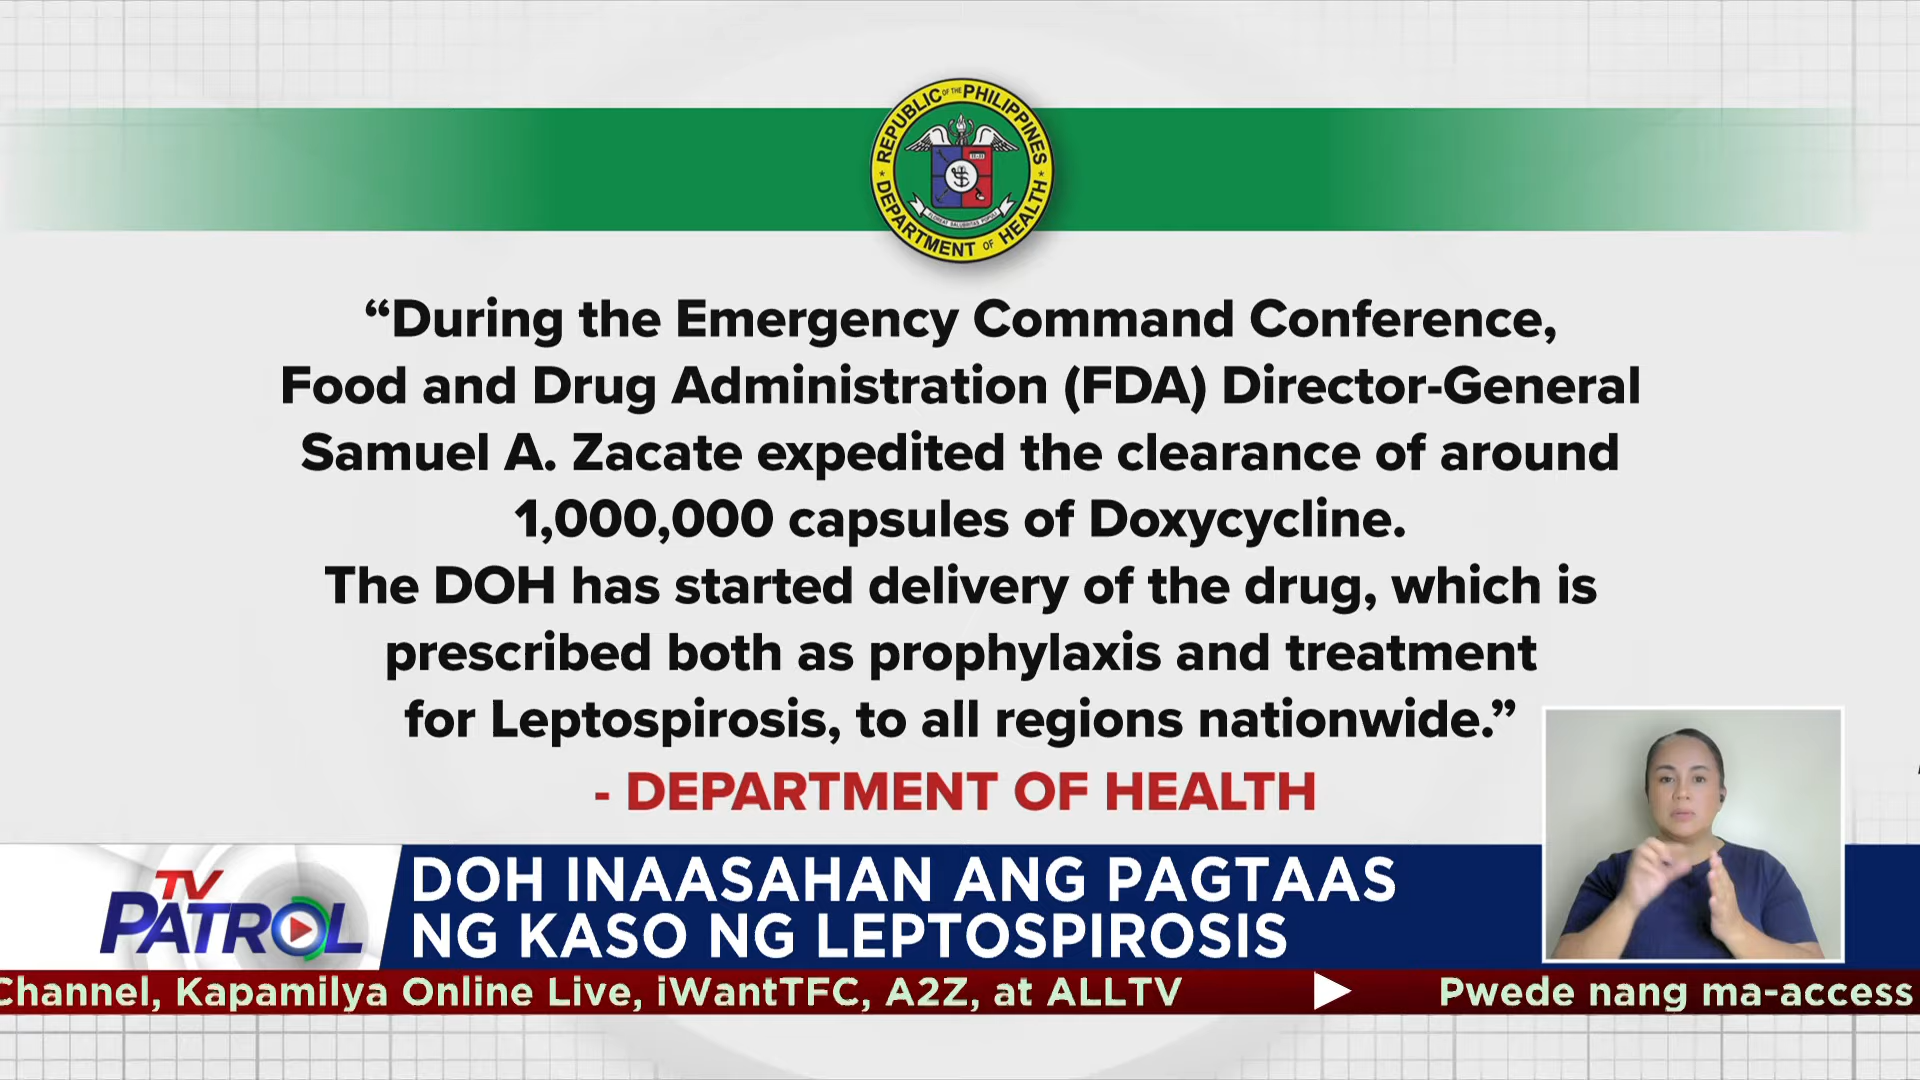 REPUBLIC OF THE PHILIPPINES
DEPARTMENT OF HEALTH
“During the Emergency Command Conference,
Food and Drug Administration (FDA) Director-General
Samuel A. Zacate expedited the clearance of around
1,000,000 capsules of Doxycycline.
The DOH has started delivery of the drug, which is
prescribed both as prophylaxis and treatment
for Leptospirosis, to all regions nationwide.”
- DEPARTMENT OF HEALTH
TV PATROL
DOH INAASAHAN ANG PAGTAAS
NG KASO NG LEPTOSPIROSIS
Channel, Kapamilya Online Live, iWantTFC, A2Z, at ALLTV
Pwede nang ma-access